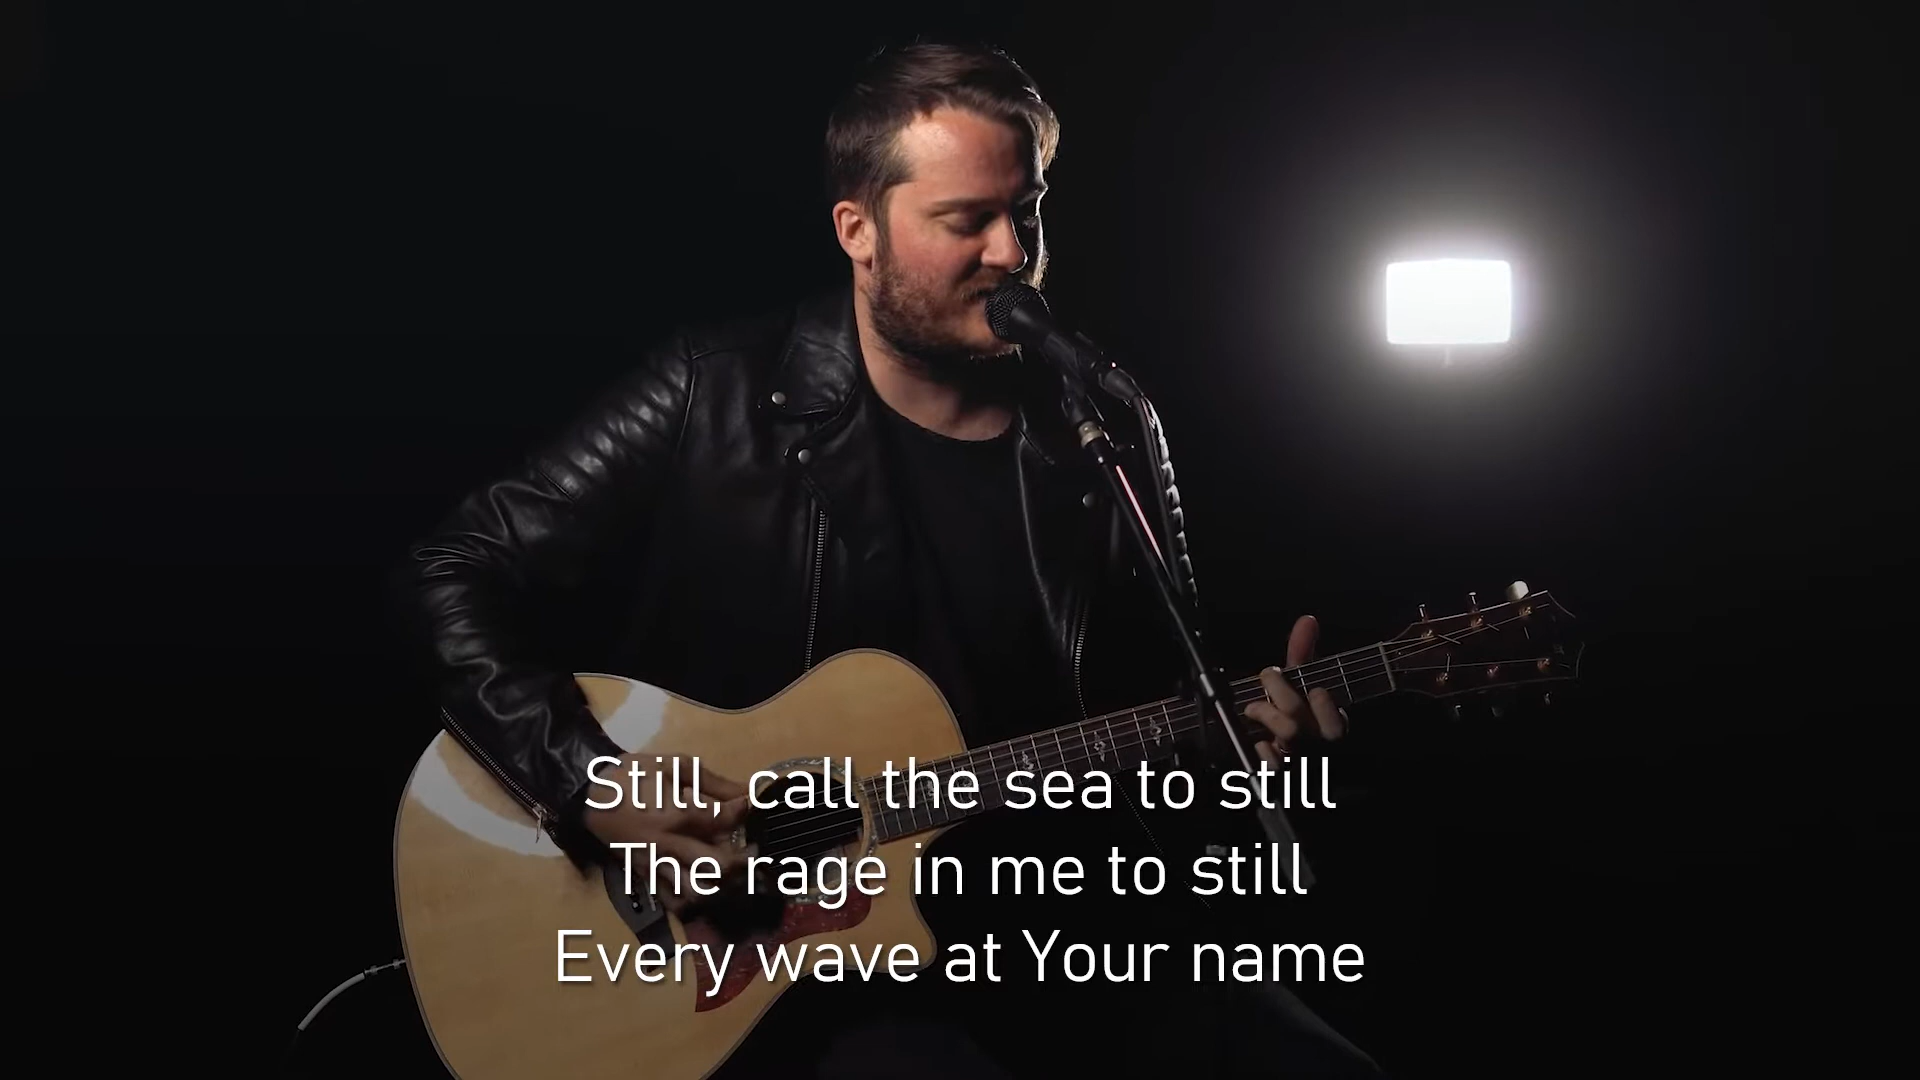 Still, call the sea to still
The rage in me to still
Every wave at Your name